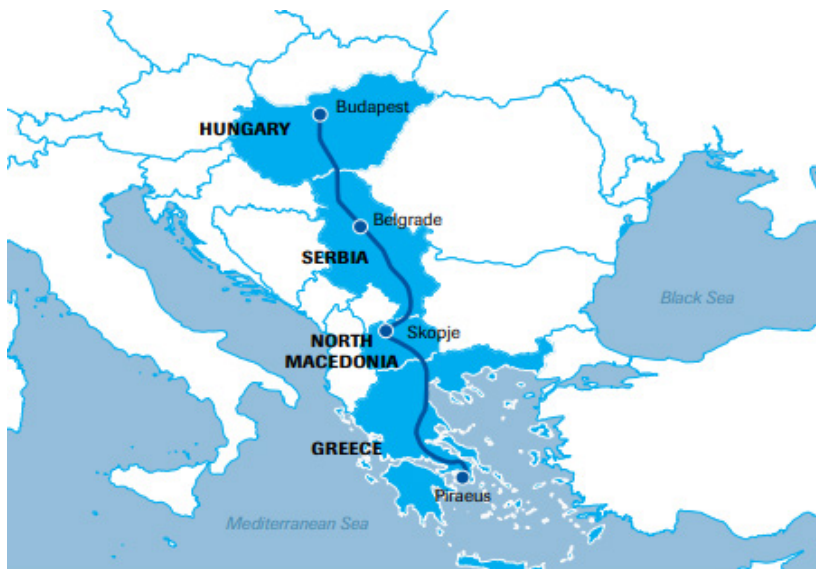 Budapest
HUNGARY
Belgrade
SERBIA
Black Sea
Skopje
NORTH
MACEDONIA
GREECE
Piraeus
Mediterranean Sea